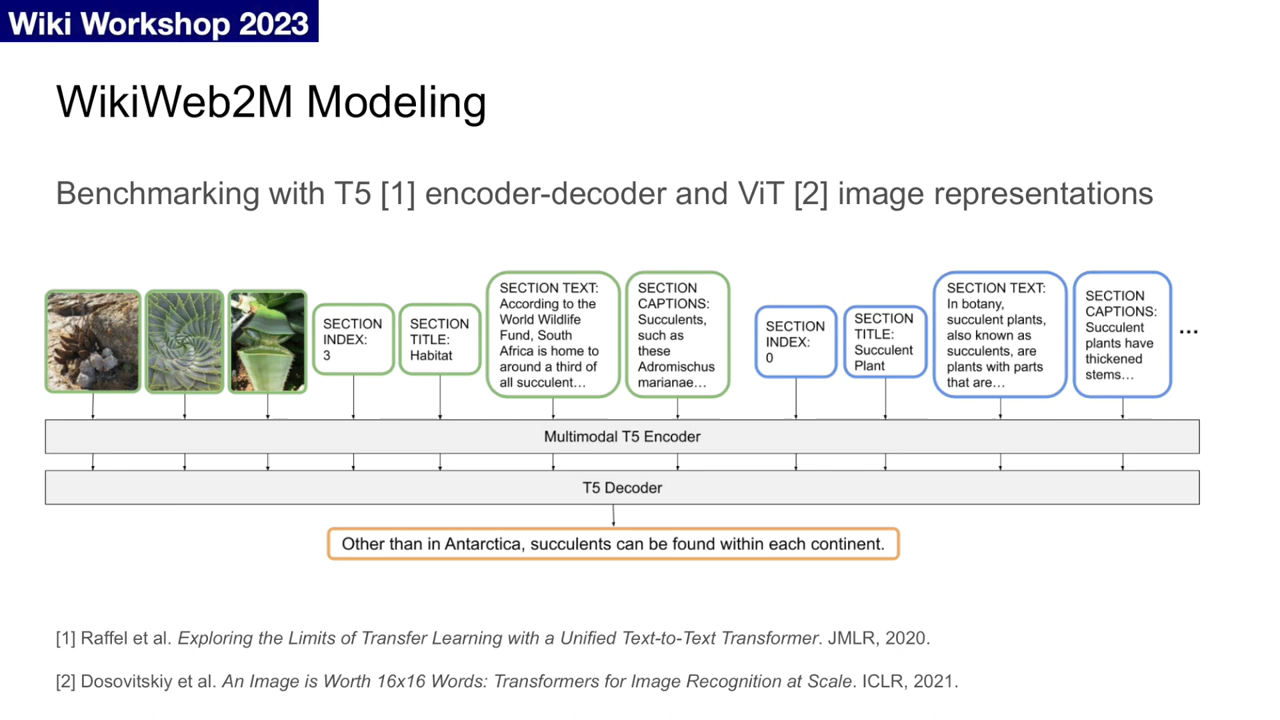 Wiki Workshop 2023
WikiWeb2M Modeling
Benchmarking with T5 [1] encoder-decoder and ViT [2] image representations
SECTION
INDEX:
3
SECTION
TITLE:
Habitat
SECTION TEXT:
According to the
World Wildlife
Fund, South
Africa is home to
around a third of
all succulent…
SECTION
CAPTIONS:
Succulents,
such as
these
Adromischus
marianae…
SECTION
INDEX:
0
SECTION
TITLE:
Succulent
Plant
SECTION TEXT:
In botany,
succulent plants,
also known as
succulents, are
plants with parts
that are…
SECTION
CAPTIONS:
Succulent
plants have
thickened
stems…
...
Multimodal T5 Encoder
T5 Decoder
Other than in Antarctica, succulents can be found within each continent.
[1] Raffel et al. Exploring the Limits of Transfer Learning with a Unified Text-to-Text Transformer. JMLR, 2020.
[2] Dosovitskiy et al. An Image is Worth 16x16 Words: Transformers for Image Recognition at Scale. ICLR, 2021.